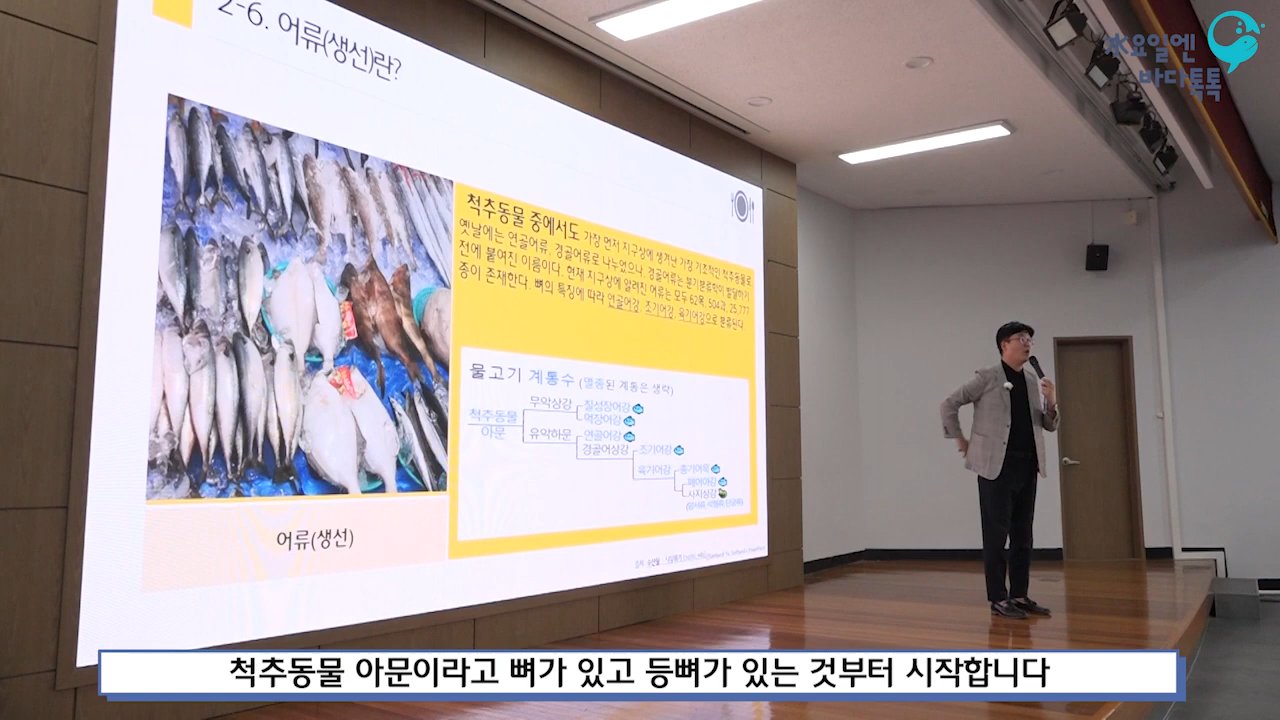 2-6. 어류(생선)란?
水요일엔
바다톡톡
척추동물 중에서도 가장 먼저 지구상에 생겨난 가장 기초적인 척추동물로
옛날에는 연골어류, 경골어류로 나누었으나, 경골어류는 분기분류학이 발달하기
전에 붙여진 이름이다. 현재 지구상에 알려진 어류는 모두 62목, 504과, 25,777
종이 존재한다. 뼈의 특징에 따라 연골어강, 조기어강, 육기어강으로 분류된다
물고기 계통수 (멸종된 계통은 생략)
척추동물
아문
무악상강
칠성장어강
먹장어강
유악하문
연골어강
경골어상강
조기어강
육기어강
총기어목
폐어아강
사지상강
어류(생선)
척추동물 아문이라고 뼈가 있고 등뼈가 있는 것부터 시작합니다